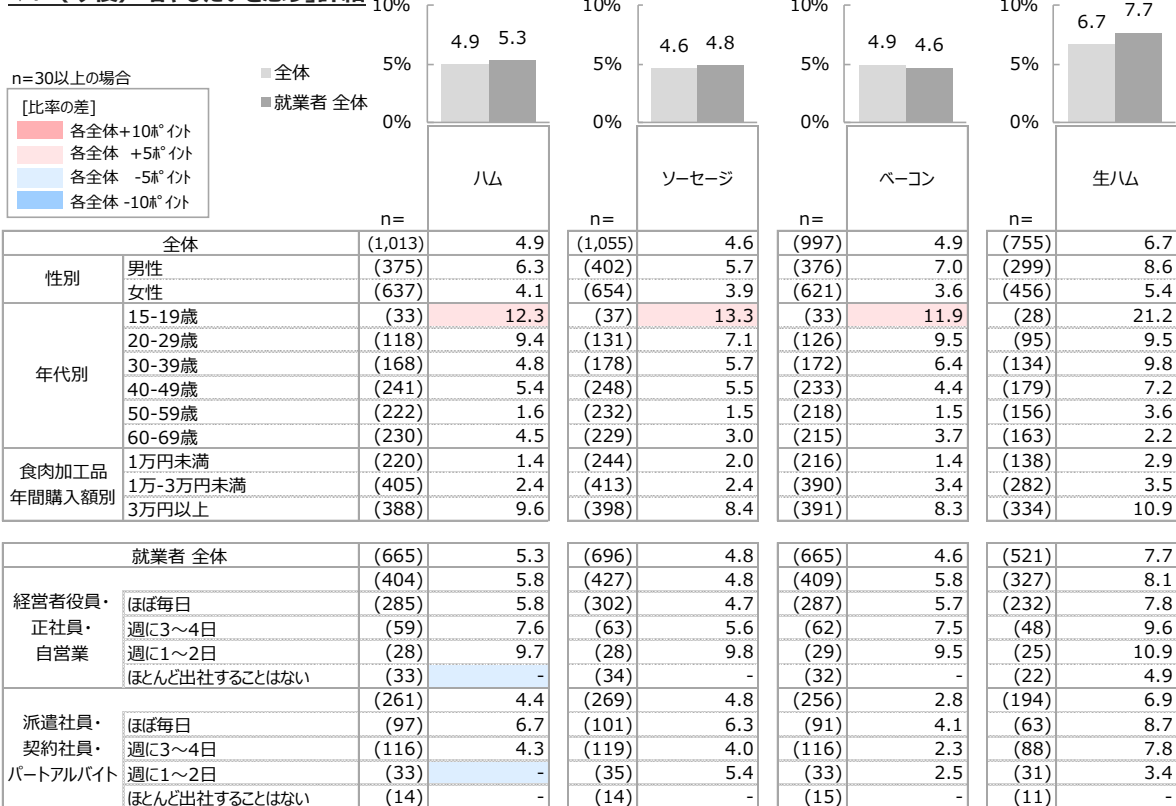 10% 10% 10% 10%
4.9 5.3 4.6 4.8 4.9 4.6 6.7 7.7
n=30以上の場合
全体
就業者 全体
5% 5% 5% 5%
0% 0% 0% 0%
[比率の差]
各全体+10ポイント
各全体 +5ポイント
各全体 -5ポイント
各全体 -10ポイント
ハム ソーセージ ベーコン 生ハム
n= n= n= n=
全体 (1,013) 4.9 (1,055) 4.6 (997) 4.9 (755) 6.7
性別
男性 (375) 6.3 (402) 5.7 (376) 7.0 (299) 8.6
女性 (637) 4.1 (654) 3.9 (621) 3.6 (456) 5.4
年代別
15-19歳 (33) 12.3 (37) 13.3 (33) 11.9 (28) 21.2
20-29歳 (118) 9.4 (131) 7.1 (126) 9.5 (95) 9.5
30-39歳 (168) 4.8 (178) 5.7 (172) 6.4 (134) 9.8
40-49歳 (241) 5.4 (248) 5.5 (233) 4.4 (179) 7.2
50-59歳 (222) 1.6 (232) 1.5 (218) 1.5 (156) 3.6
60-69歳 (230) 4.5 (229) 3.0 (215) 3.7 (163) 2.2
食肉加工品
年間購入額別
1万円未満 (220) 1.4 (244) 2.0 (216) 1.4 (138) 2.9
1万-3万円未満 (405) 2.4 (413) 2.4 (390) 3.4 (282) 3.5
3万円以上 (388) 9.6 (398) 8.4 (391) 8.3 (334) 10.9
就業者 全体 (665) 5.3 (696) 4.8 (665) 4.6 (521) 7.7
経営者役員・
正社員・
自営業
(404) 5.8 (427) 4.8 (409) 5.8 (327) 8.1
ほぼ毎日 (285) 5.8 (302) 4.7 (287) 5.7 (232) 7.8
週に3～4日 (59) 7.6 (63) 5.6 (62) 7.5 (48) 9.6
週に1～2日 (28) 9.7 (28) 9.8 (29) 9.5 (25) 10.9
ほとんど出社することはない (33) - (34) - (32) - (22) 4.9
派遣社員・
契約社員・
パートアルバイト
(261) 4.4 (269) 4.8 (256) 2.8 (194) 6.9
ほぼ毎日 (97) 6.7 (101) 6.3 (91) 4.1 (63) 8.7
週に3～4日 (116) 4.3 (119) 4.0 (116) 2.3 (88) 7.8
週に1～2日 (33) - (35) 5.4 (33) 2.5 (31) 3.4
ほとんど出社することはない (14) - (14) - (15) - (11) -